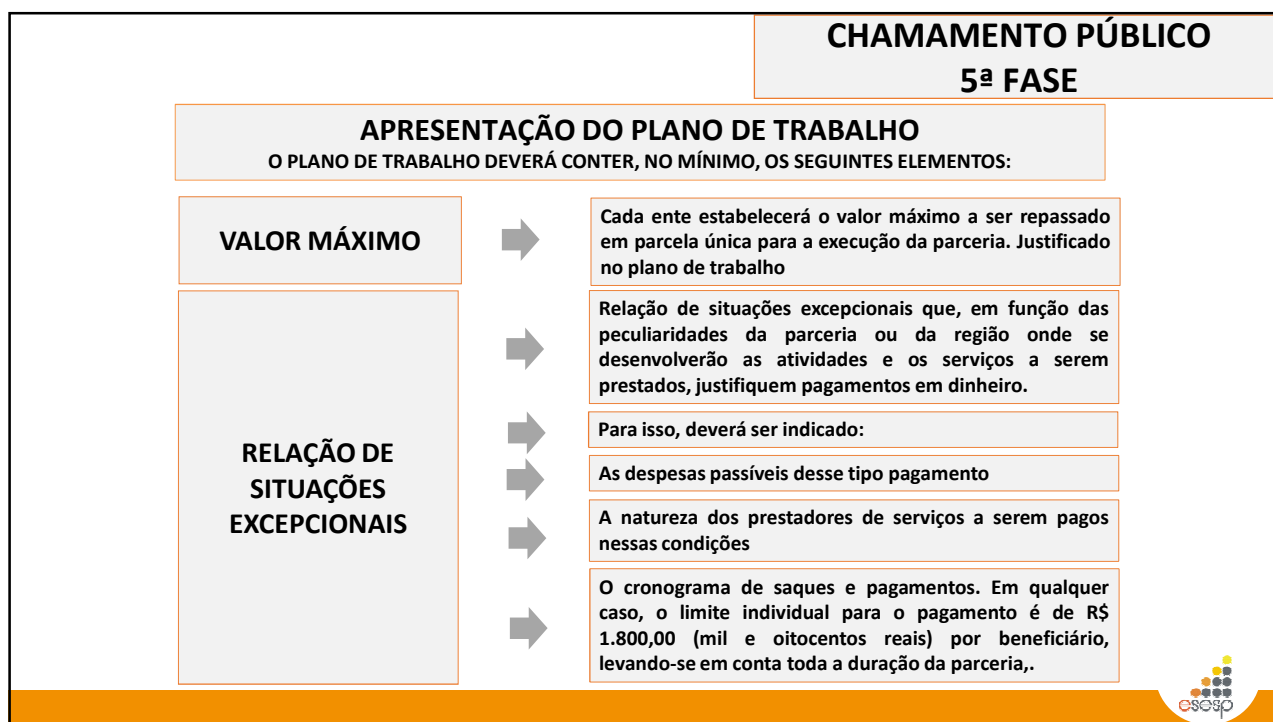 CHAMAMENTO PÚBLICO
5ª FASE
APRESENTAÇÃO DO PLANO DE TRABALHO
O PLANO DE TRABALHO DEVERÁ CONTER, NO MÍNIMO, OS SEGUINTES ELEMENTOS:
VALOR MÁXIMO
Cada ente estabelecerá o valor máximo a ser repassado
em parcela única para a execução da parceria. Justificado
no plano de trabalho
RELAÇÃO DE
SITUAÇÕES
EXCEPCIONAIS
Relação de situações excepcionais que, em função das
peculiaridades da parceria ou da região onde se
desenvolverão as atividades e os serviços a serem
prestados, justifiquem pagamentos em dinheiro.
Para isso, deverá ser indicado:
As despesas passíveis desse tipo pagamento
A natureza dos prestadores de serviços a serem pagos
nessas condições
O cronograma de saques e pagamentos. Em qualquer
caso, o limite individual para o pagamento é de R$
1.800,00 (mil e oitocentos reais) por beneficiário,
levando-se em conta toda a duração da parceria,.
esesp